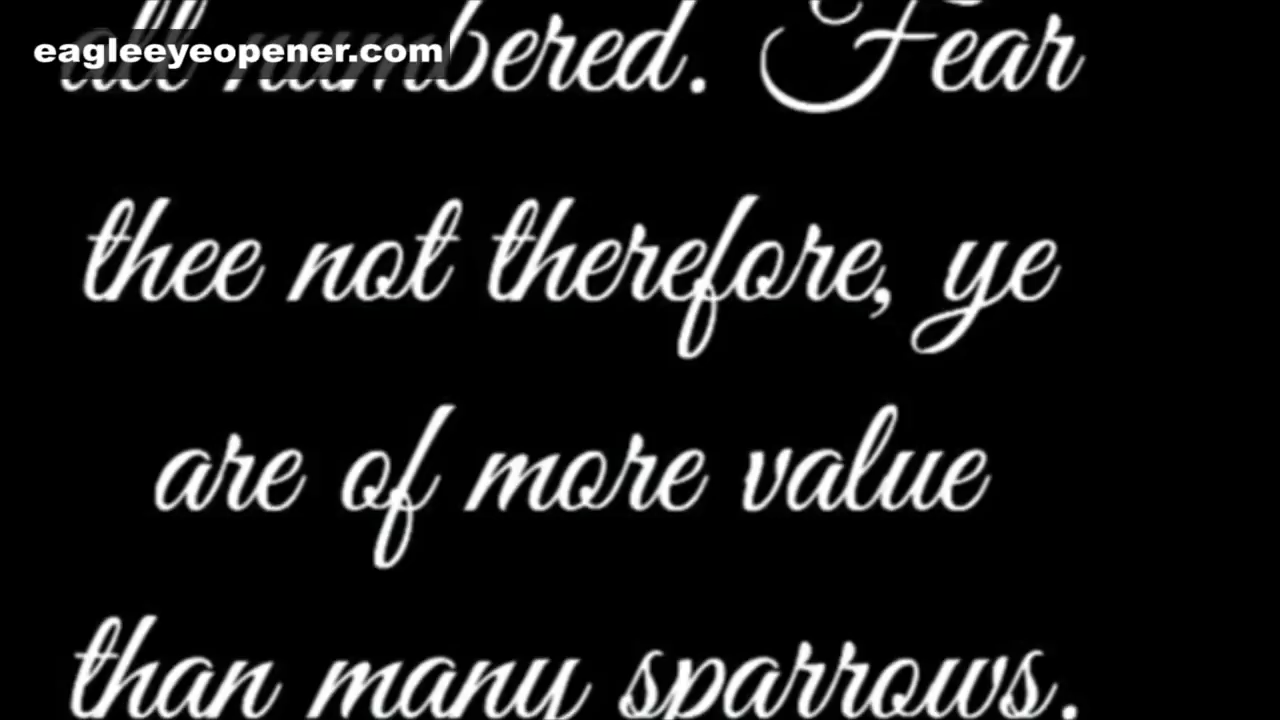 eagleeyeopener.com
all numbered. Fear
thee not therefore, ye
are of more value
than many sparrows.